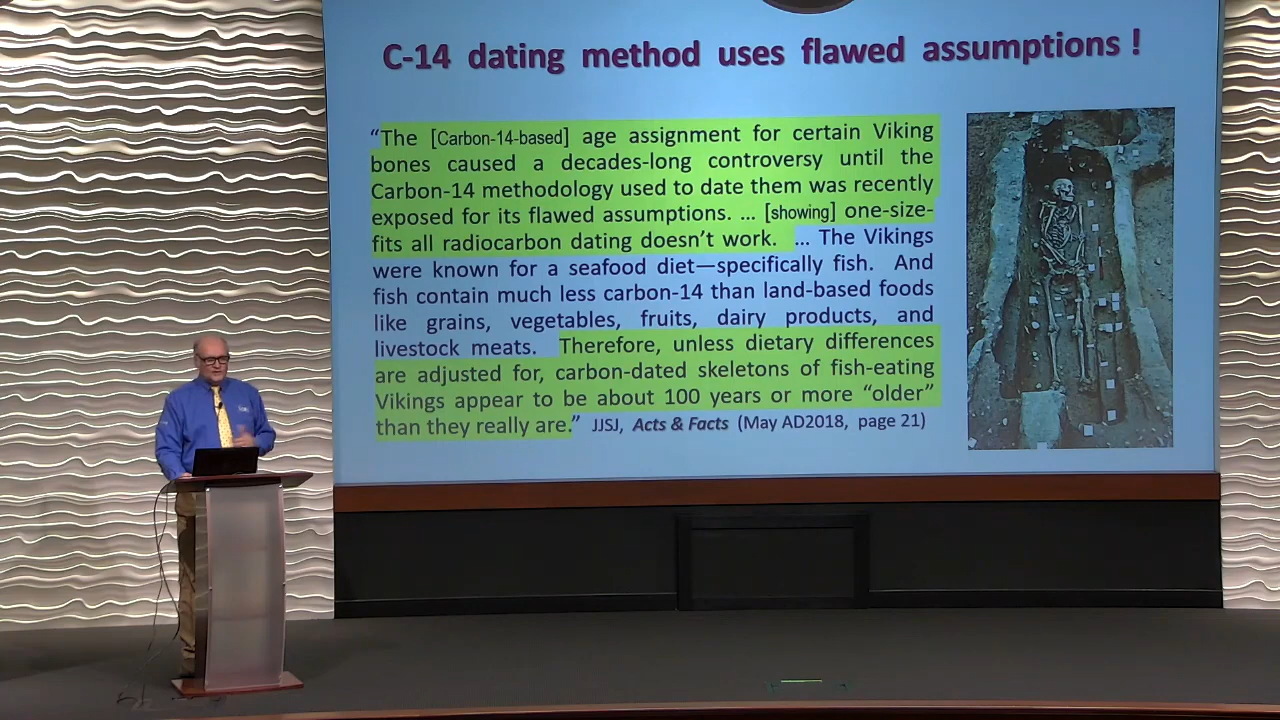 C-14 dating method uses flawed assumptions !
“The [Carbon-14-based] age assignment for certain Viking
bones caused a decades-long controversy until the
Carbon-14 methodology used to date them was recently
exposed for its flawed assumptions. ... [showing] one-size-
fits all radiocarbon dating doesn’t work. ... The Vikings
were known for a seafood diet—specifically fish. And
fish contain much less carbon-14 than land-based foods
like grains, vegetables, fruits, dairy products, and
livestock meats. Therefore, unless dietary differences
are adjusted for, carbon-dated skeletons of fish-eating
Vikings appear to be about 100 years or more “older”
than they really are.” JJSJ, Acts & Facts (May AD2018, page 21)